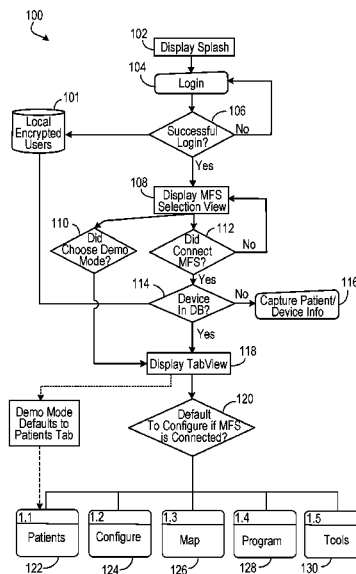 100
102
Display Splash
104
Login
101
Local
Encrypted
Users
106
Successful
Login?
No
Yes
108
Display MFS
Selection View
110
Did
Choose Demo
Mode?
112
Did
Connect
MFS?
No
Yes
114
Device
In DB?
No
116
Capture Patient/
Device Info
Yes
118
Display TabView
Demo Mode
Defaults to
Patients Tab
120
Default
To Configure if MFS
is Connected?
1.1
Patients
122
1.2
Configure
124
1.3
Map
126
1.4
Program
128
1.5
Tools
130